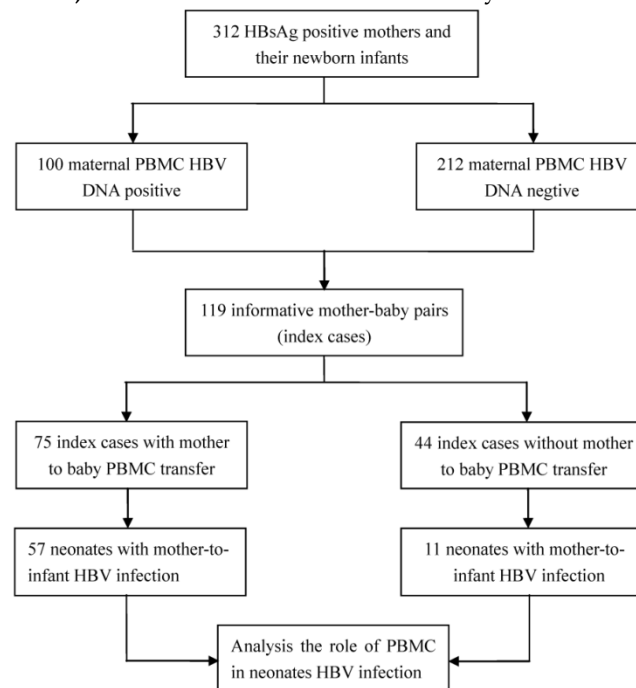 312 HBsAg positive mothers and
their newborn infants
100 maternal PBMC HBV
DNA positive
212 maternal PBMC HBV
DNA negtive
119 informative mother-baby pairs
(index cases)
75 index cases with mother
to baby PBMC transfer
44 index cases without mother
to baby PBMC transfer
57 neonates with mother-to-
infant HBV infection
11 neonates with mother-to-
infant HBV infection
Analysis the role of PBMC
in neonates HBV infection